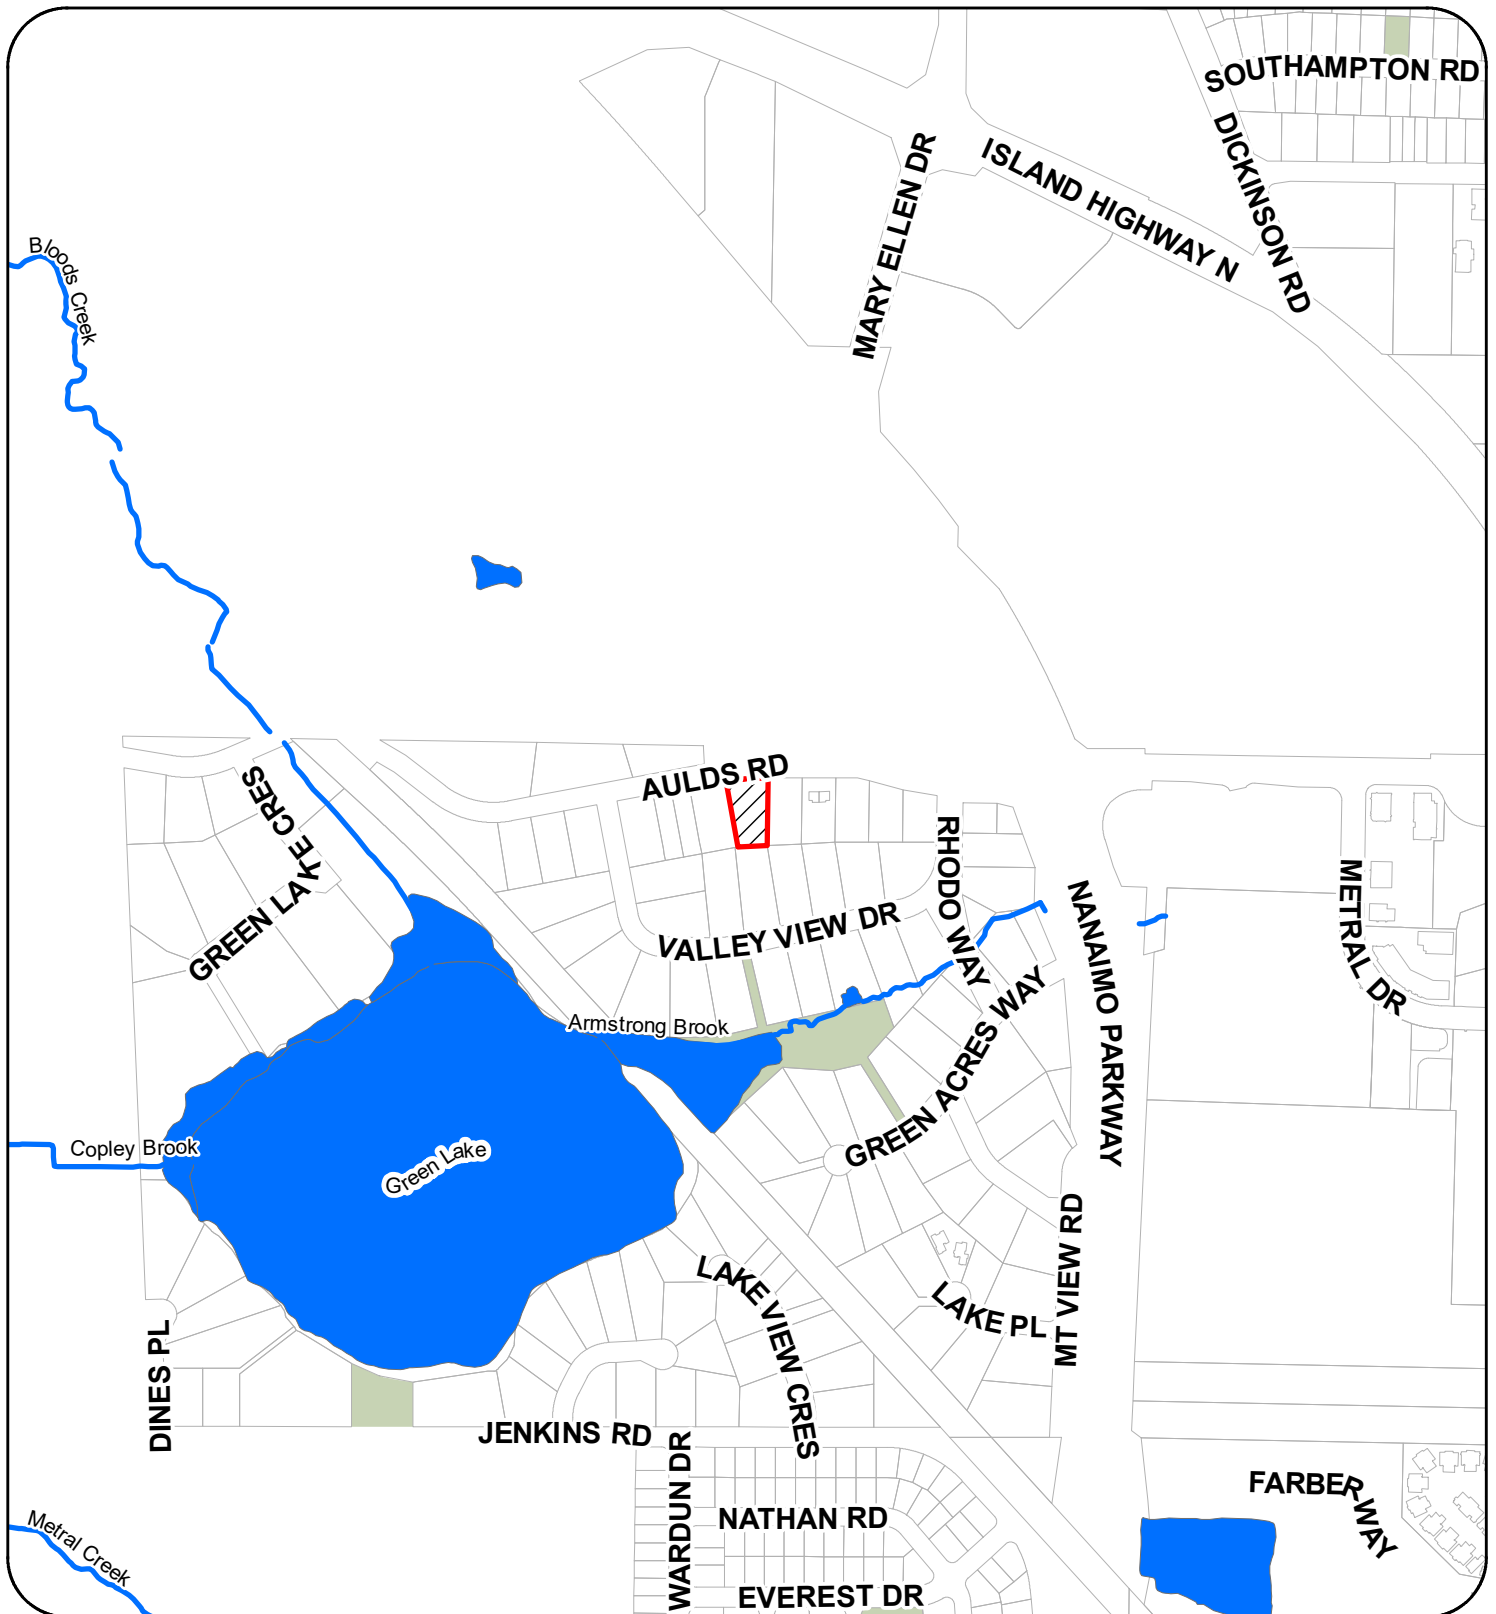 SOUTHAMPTON RD
DICKINSON RD
ISLAND HIGHWAY N
MARY ELLEN DR
Bloods Creek
AULDS RD
GREEN LAKE CRES
RHODO WAY
VALLEY VIEW DR
NANAIMO PARKWAY
METRAL DR
Armstrong Brook
GREEN ACRES WAY
Copley Brook
Green Lake
MT VIEW RD
LAKE VIEW CRES
LAKE PL
DINES PL
JENKINS RD
WARDUN DR
NATHAN RD
FARBER WAY
Metral Creek
EVEREST DR